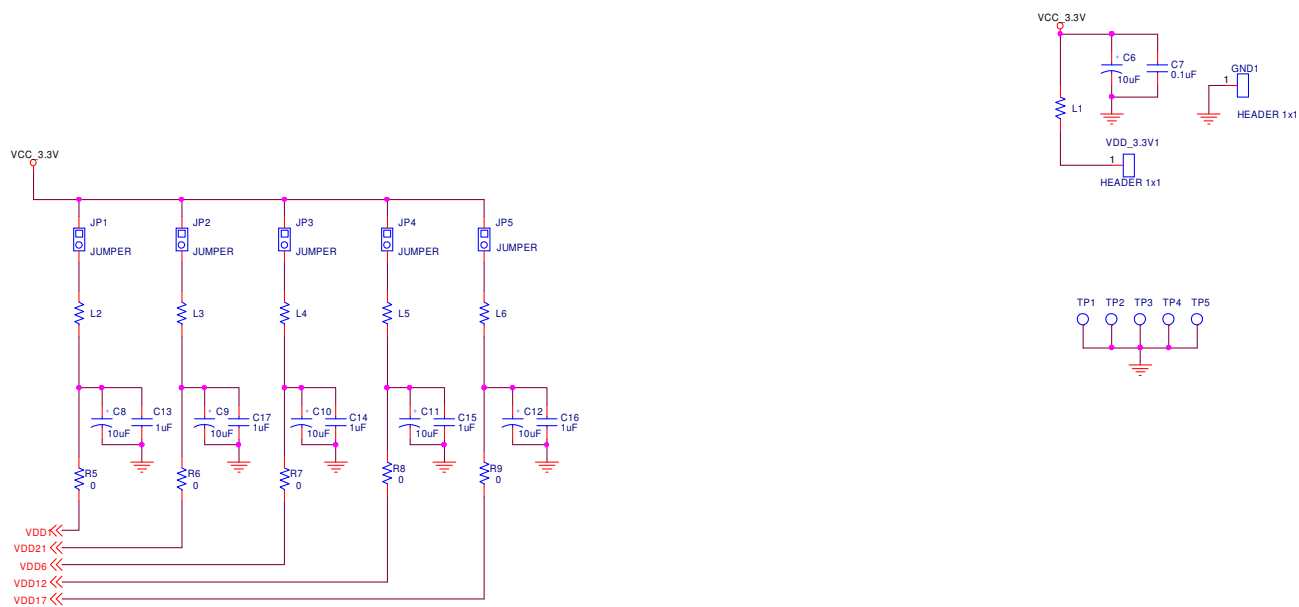 VCC_3.3V
C6
10uF
C7
0.1uF
GND1
1
HEADER 1x1
L1
VDD_3.3V1
1
HEADER 1x1
VCC_3.3V
JP1
JUMPER
JP2
JUMPER
JP3
JUMPER
JP4
JUMPER
JP5
JUMPER
L2
L3
L4
L5
L6
TP1
TP2
TP3
TP4
TP5
C8
10uF
C13
1uF
C9
10uF
C17
1uF
C10
10uF
C14
1uF
C11
10uF
C15
1uF
C12
10uF
C16
1uF
R5
0
R6
0
R7
0
R8
0
R9
0
VDD1
VDD21
VDD6
VDD12
VDD17